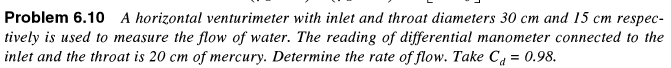 Problem 6.10 A horizontal venturimeter with inlet and throat diameters 30 cm and 15 cm respec-
tively is used to measure the flow of water. The reading of differential manometer connected to the
inlet and the throat is 20 cm of mercury. Determine the rate of flow. Take C_d = 0.98.